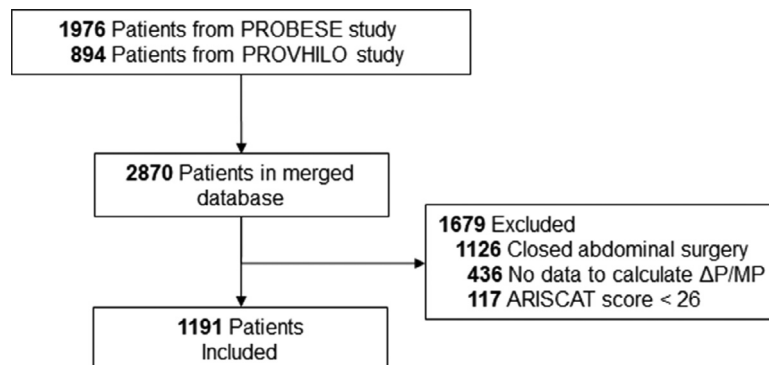 1976 Patients from PROBESE study
894 Patients from PROVHILO study
2870 Patients in merged
database
1679 Excluded
1126 Closed abdominal surgery
436 No data to calculate ΔP/MP
117 ARISCAT score < 26
1191 Patients
Included